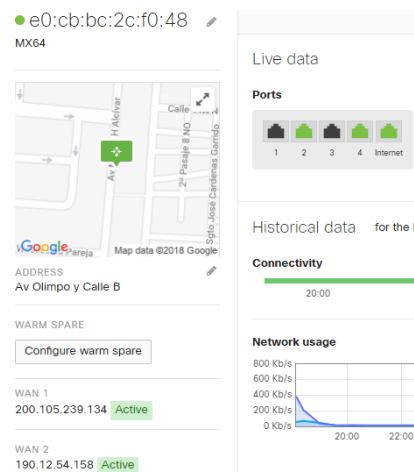 e0:cb:bc:2c:f0:48
MX64
H Alcívar
Calle
Av
2º Pasaje 8 NO
Sgto José Cardenas Garrido
Pareja
Google
Map data ©2018 Google
ADDRESS
Av Olimpo y Calle B
WARM SPARE
Configure warm spare
WAN 1
200.105.239.134 Active
WAN 2
190.12.54.158 Active
Live data
Ports
1 2 3 4 Internet
Historical data for the
Connectivity
20:00
Network usage
800 Kb/s
600 Kb/s
400 Kb/s
200 Kb/s
0 Kb/s
20:00 22:00